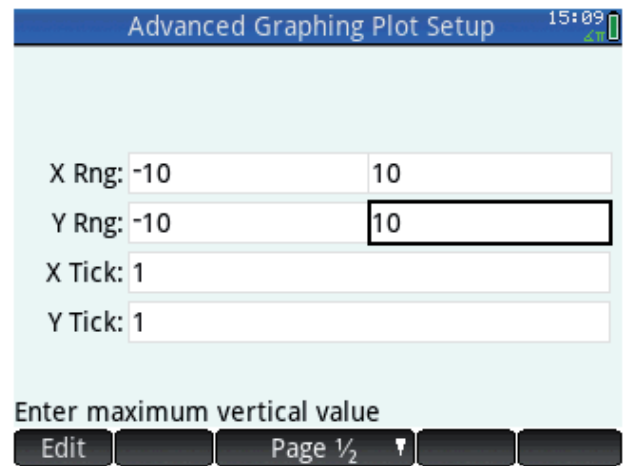 Advanced Graphing Plot Setup 15:09
∡π
X Rng: -10 10
Y Rng: -10 10
X Tick: 1
Y Tick: 1
Enter maximum vertical value
Edit Page ½ ▼